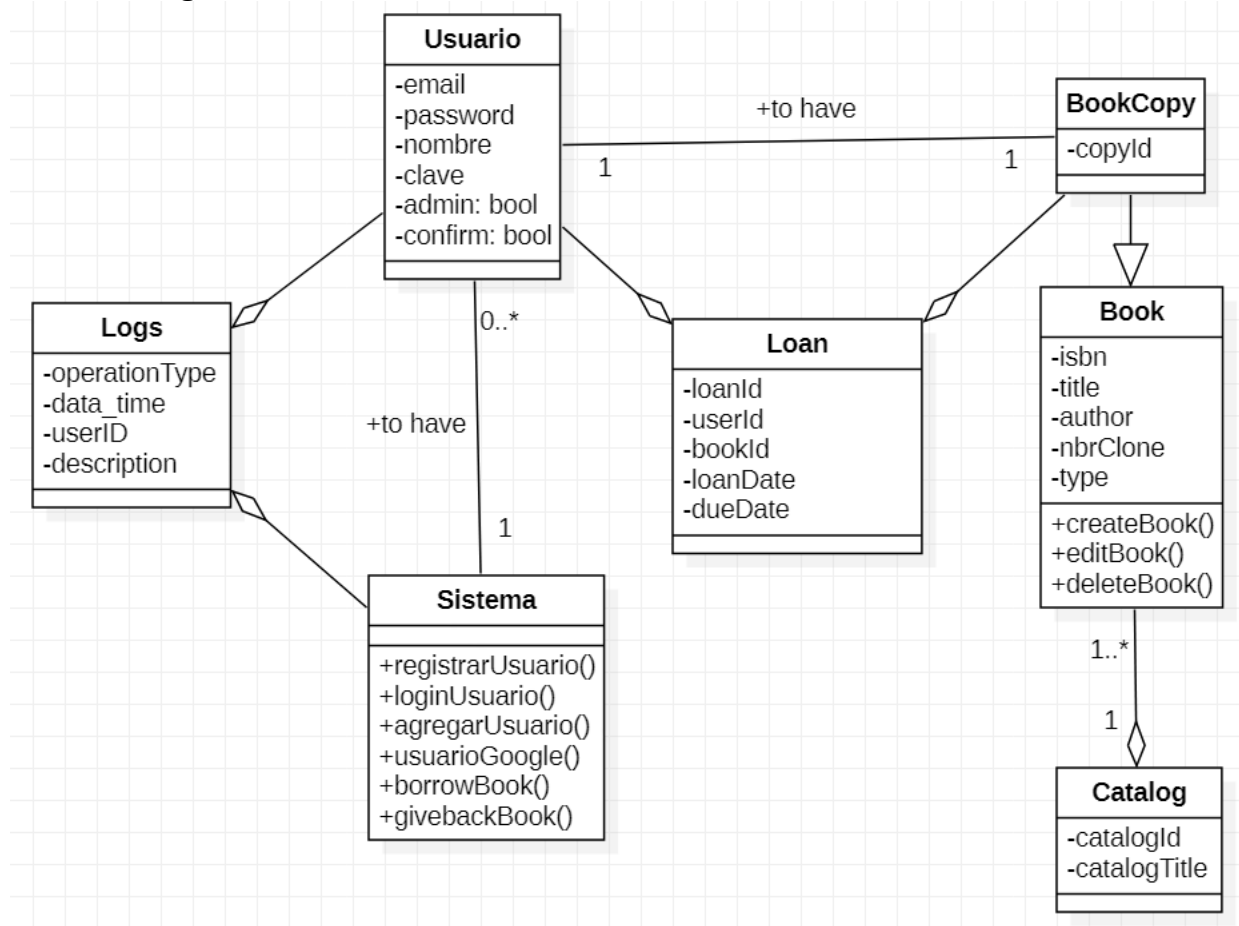 Usuario
-email
-password
-nombre
-clave
-admin: bool
-confirm: bool
+to have
1
1
BookCopy
-copyId
Logs
-operationType
-data_time
-userID
-description
0..*
+to have
1
Loan
-loanId
-userId
-bookId
-loanDate
-dueDate
Book
-isbn
-title
-author
-nbrClone
-type
+createBook()
+editBook()
+deleteBook()
Sistema
+registrarUsuario()
+loginUsuario()
+agregarUsuario()
+usuarioGoogle()
+borrowBook()
+givebackBook()
1..*
1
Catalog
-catalogId
-catalogTitle